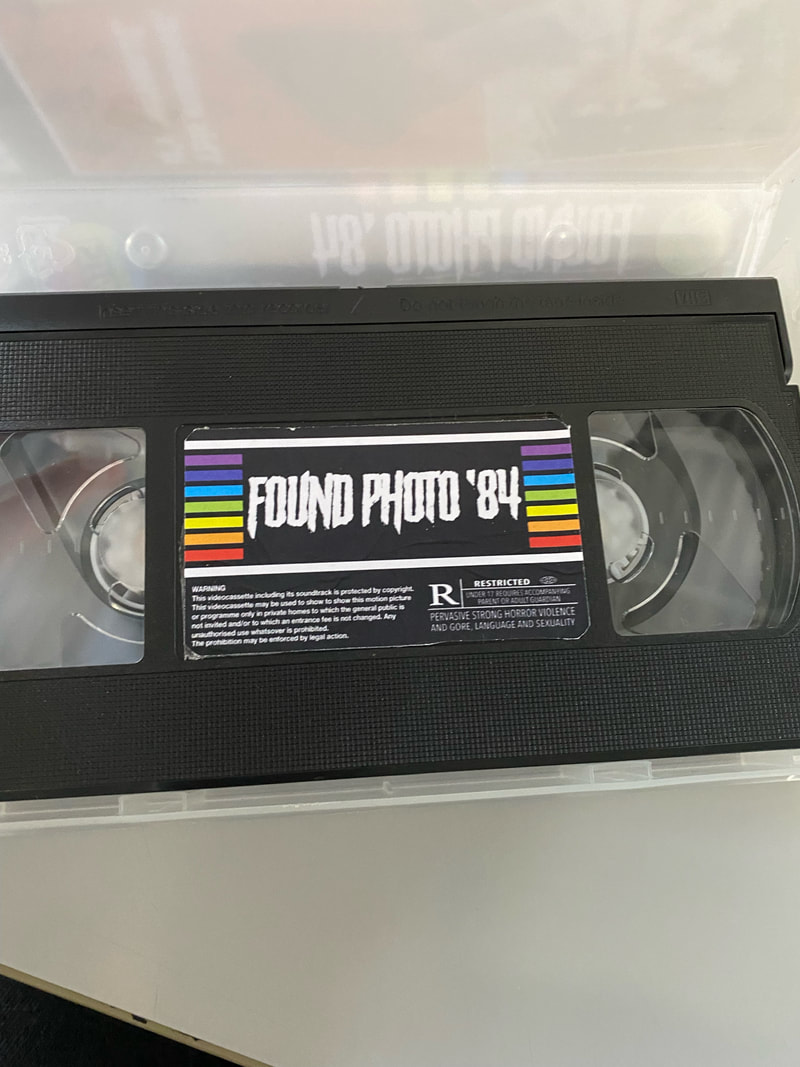 FOUND PHOTO '84
VHS
FOUND PHOTO '84
WARNING
This videocassette including its soundtrack is protected by copyright.
This videocassette may be used to show to show this motion picture
or programme only in private homes to which the general public is
not invited and/or to which an entrance fee is not changed. Any
unauthorised use whatsoever is prohibited.
The prohibition may be enforced by legal action.
R
RESTRICTED
UNDER 17 REQUIRES ACCOMPANYING
PARENT OR ADULT GUARDIAN
PERVASIVE STRONG HORROR VIOLENCE
AND GORE, LANGUAGE AND SEXUALITY